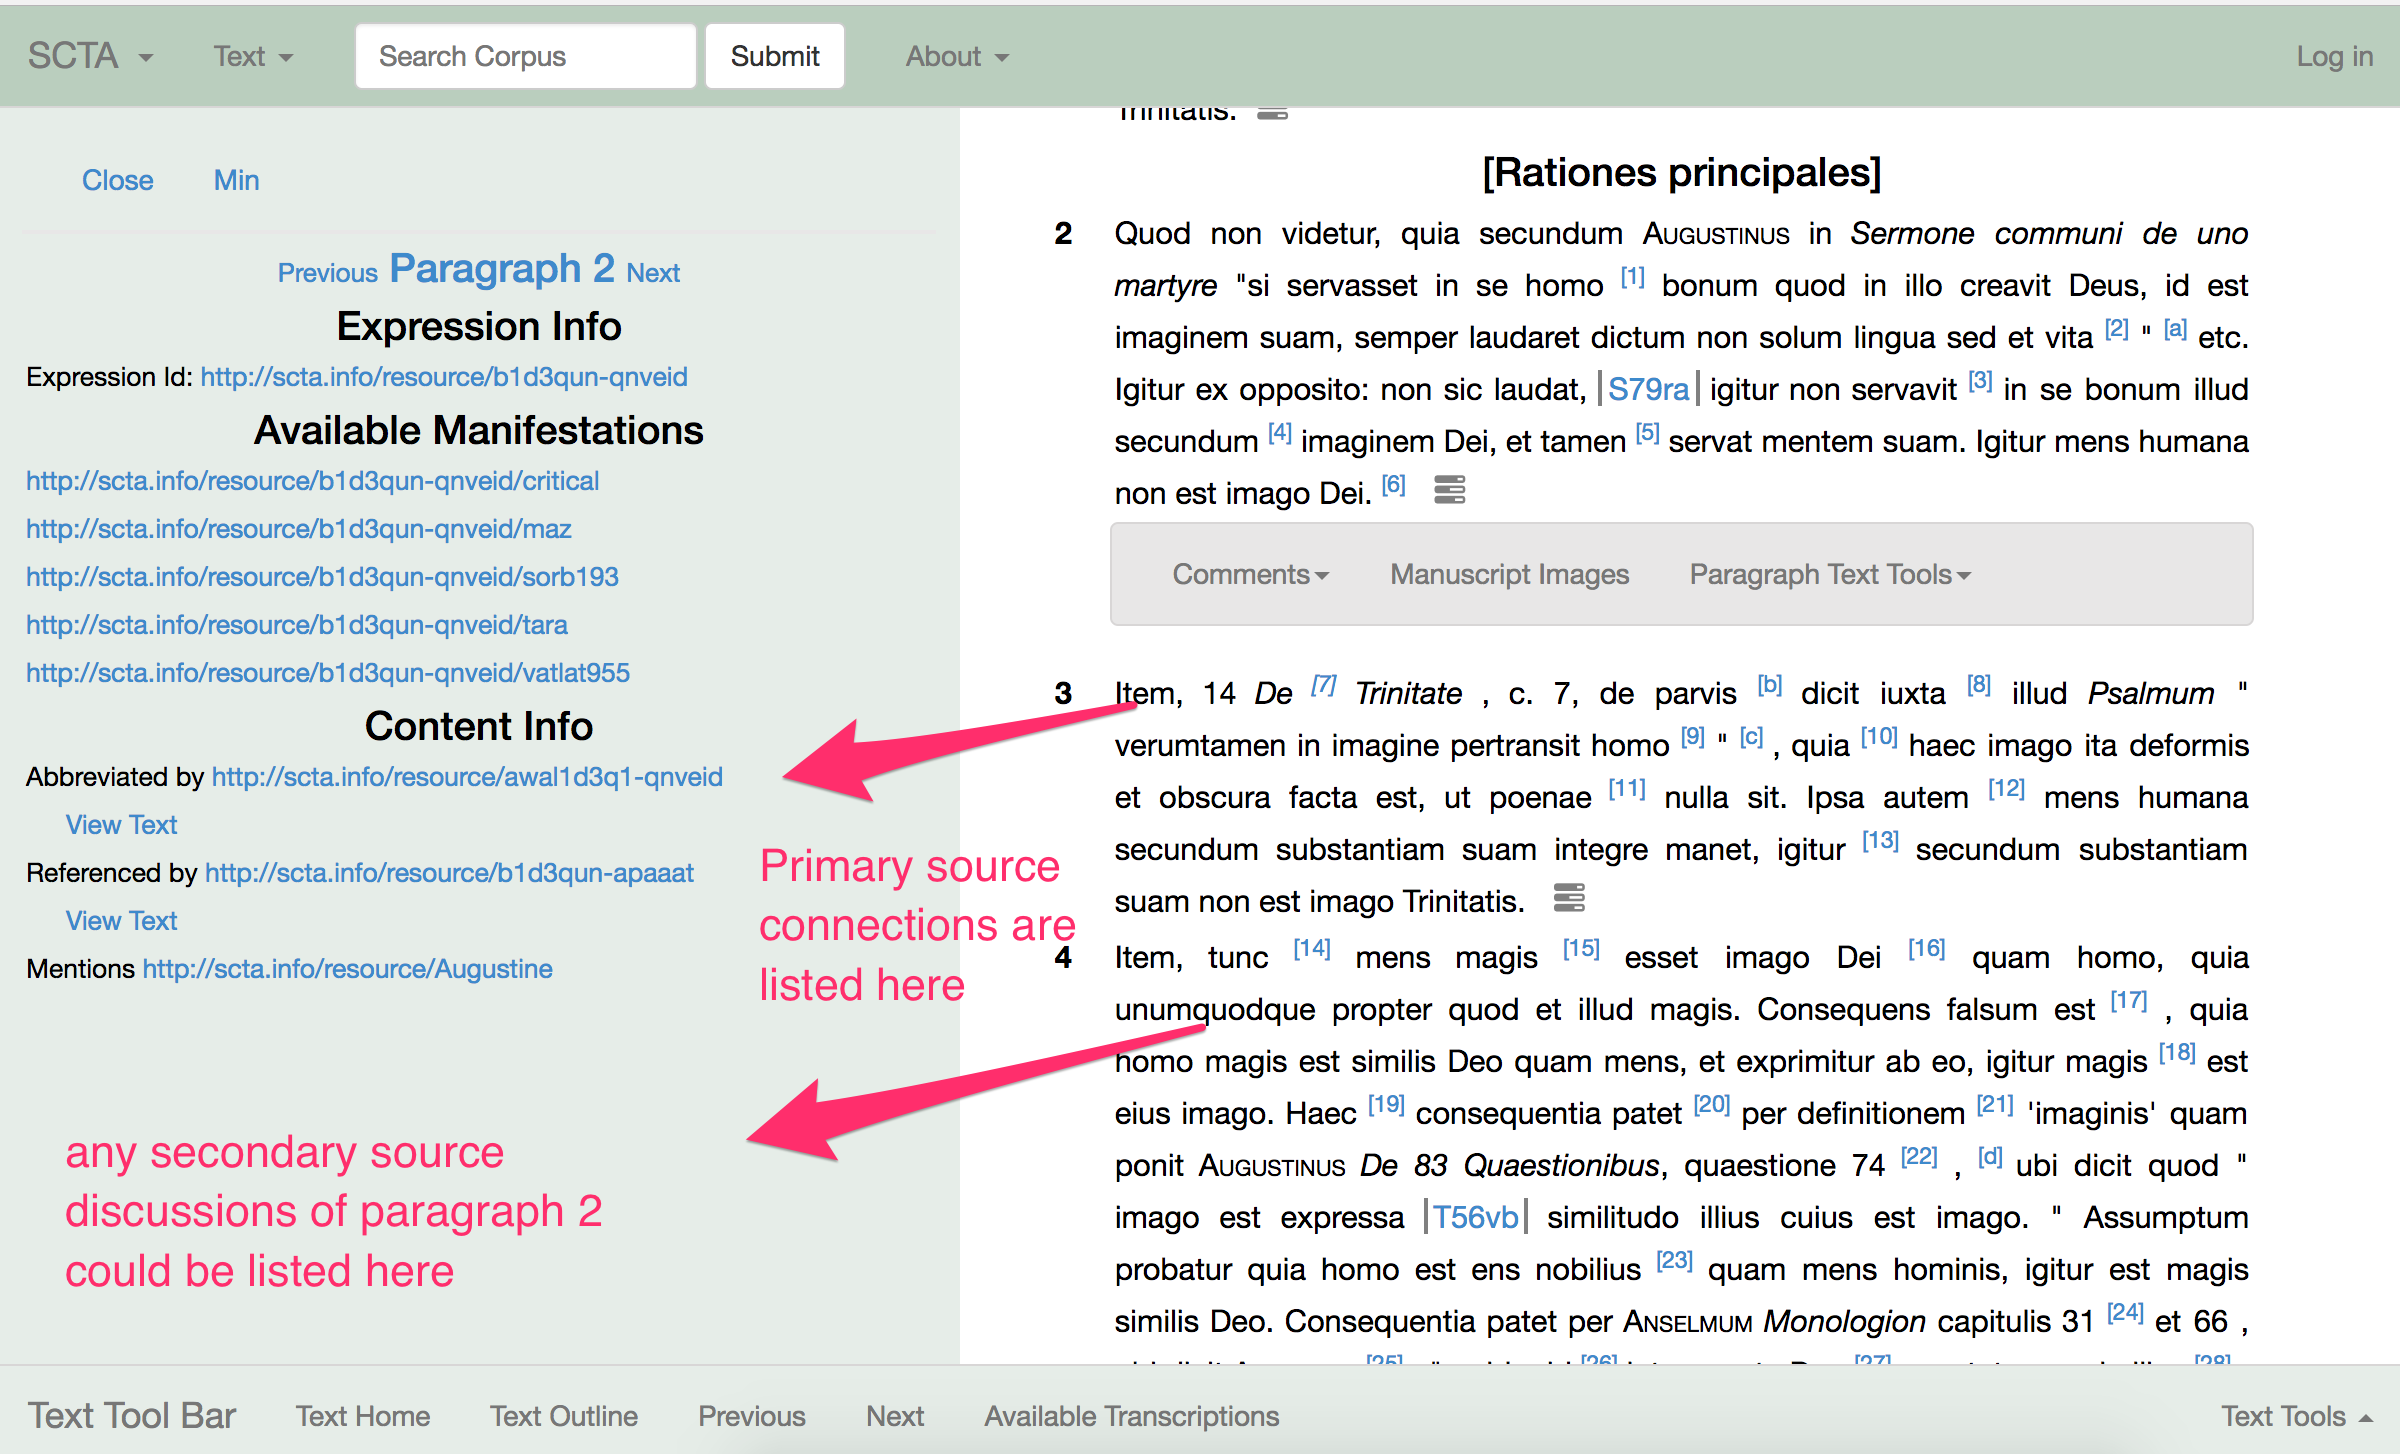 SCTA Text Search Corpus Submit About Log in
Close Min
Previous Paragraph 2 Next
Expression Info
Expression Id: http://scta.info/resource/b1d3qun-qnveid
Available Manifestations
http://scta.info/resource/b1d3qun-qnveid/critical
http://scta.info/resource/b1d3qun-qnveid/maz
http://scta.info/resource/b1d3qun-qnveid/sorb193
http://scta.info/resource/b1d3qun-qnveid/tara
http://scta.info/resource/b1d3qun-qnveid/vatlat955
Content Info
Abbreviated by http://scta.info/resource/awal1d3q1-qnveid
View Text
Referenced by http://scta.info/resource/b1d3qun-apaaat
View Text
Mentions http://scta.info/resource/Augustine
Primary source
connections are
listed here
any secondary source
discussions of paragraph 2
could be listed here
Trinitatis.
[Rationes principales]
2 Quod non videtur, quia secundum Augustinus in Sermone communi de uno
martyre "si servasset in se homo [1] bonum quod in illo creavit Deus, id est
imaginem suam, semper laudaret dictum non solum lingua sed et vita [2] " [a] etc.
Igitur ex opposito: non sic laudat, |S79ra| igitur non servavit [3] in se bonum illud
secundum [4] imaginem Dei, et tamen [5] servat mentem suam. Igitur mens humana
non est imago Dei. [6]
Comments Manuscript Images Paragraph Text Tools
3 Item, 14 De [7] Trinitate , c. 7, de parvis [b] dicit iuxta [8] illud Psalmum "
verumtamen in imagine pertransit homo [9] " [c] , quia [10] haec imago ita deformis
et obscura facta est, ut poenae [11] nulla sit. Ipsa autem [12] mens humana
secundum substantiam suam integre manet, igitur [13] secundum substantiam
suam non est imago Trinitatis.
4 Item, tunc [14] mens magis [15] esset imago Dei [16] quam homo, quia
unumquodque propter quod et illud magis. Consequens falsum est [17] , quia
homo magis est similis Deo quam mens, et exprimitur ab eo, igitur magis [18] est
eius imago. Haec [19] consequentia patet [20] per definitionem [21] 'imaginis' quam
ponit Augustinus De 83 Quaestionibus, quaestione 74 [22] , [d] ubi dicit quod "
imago est expressa |T56vb| similitudo illius cuius est imago. " Assumptum
probatur quia homo est ens nobilius [23] quam mens hominis, igitur est magis
similis Deo. Consequentia patet per Anselmum Monologion capitulis 31 [24] et 66 ,
[25] [26] [27] [28]
Text Tool Bar Text Home Text Outline Previous Next Available Transcriptions Text Tools